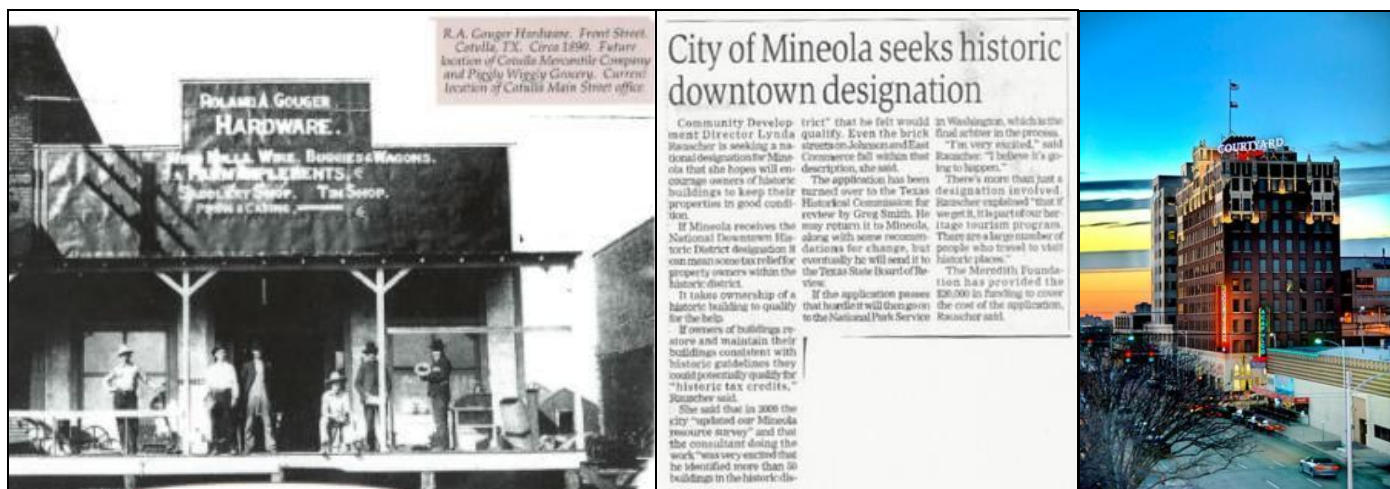 R.A. Gouger Hardware. Front Street.
Cotulla, TX. Circa 1890. Future
location of Cotulla Mercantile Company
and Piggly Wiggly Grocery. Current
location of Cotulla Main Street office.
ROLAND A. GOUGER.
HARDWARE.
MILLS, WIRE, BUGGIES & WAGONS.
FARM IMPLEMENTS,
SADDLERY SHOP. TIN SHOP.
City of Mineola seeks historic
downtown designation
Community Develop-
ment Director Lynda
Rauscher is seeking a na-
tional designation for Mine-
ola that she hopes will en-
courage owners of historic
buildings to keep their
properties in good condi-
tion.
If Mineola receives the
National Downtown His-
toric District designation it
can mean some tax relief for
property owners within the
historic district.
It takes ownership of a
historic building to qualify
for the help.
If owners of buildings re-
store and maintain their
buildings consistent with
historic guidelines they
could potentially qualify for
"historic tax credits,"
Rauscher said.
She said that in 2009 the
city "updated our Mineola
resource survey" and that
the consultant doing the
work "was very excited that
he identified more than 50
buildings in the historic dis-
trict" that he felt would
qualify. Even the brick
streets on Johnson and East
Commerce fall within that
description, she said.
The application has been
turned over to the Texas
Historical Commission for
review by Greg Smith. He
may return it to Mineola,
along with some recommen-
dations for change, but
eventually he will send it to
the Texas State Board of Re-
view.
If the application passes
that hurdle it will then go on
to the National Park Service
in Washington, which is the
final arbiter in the process.
"I'm very excited," said
Rauscher. "I believe it's go-
ing to happen."
There's more than just a
designation involved.
Rauscher explained "that if
we get it, it is part of our her-
itage tourism program.
There are a large number of
people who travel to visit
historic places."
The Meredith Founda-
tion has provided the
$20,000 in funding to cover
the cost of the application,
Rauscher said.
COURTYARD